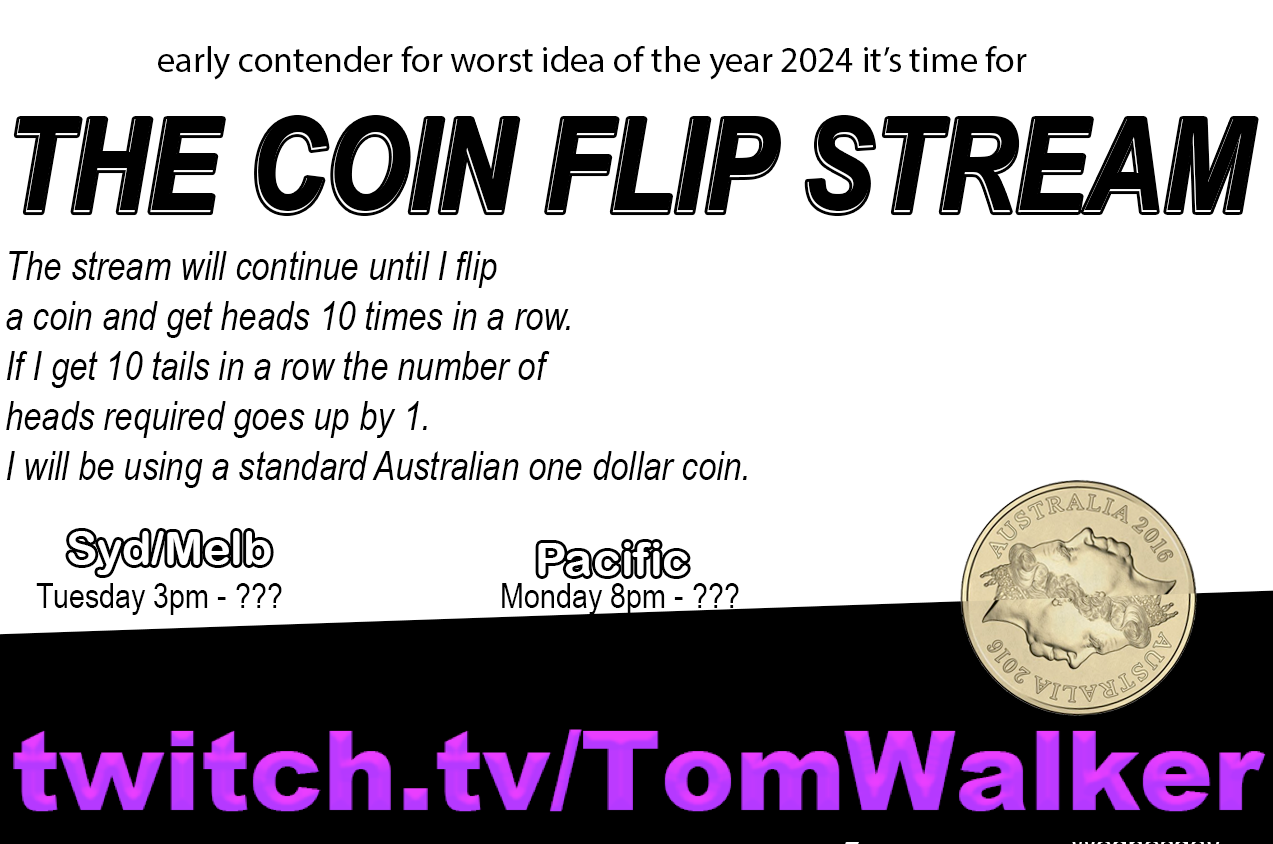 early contender for worst idea of the year 2024 it’s time for
THE COIN FLIP STREAM
The stream will continue until I flip
a coin and get heads 10 times in a row.
If I get 10 tails in a row the number of
heads required goes up by 1.
I will be using a standard Australian one dollar coin.
Syd/Melb
Tuesday 3pm - ???
Pacific
Monday 8pm - ???
AUSTRALIA 2016
AUSTRALIA 2016
twitch.tv/TomWalker